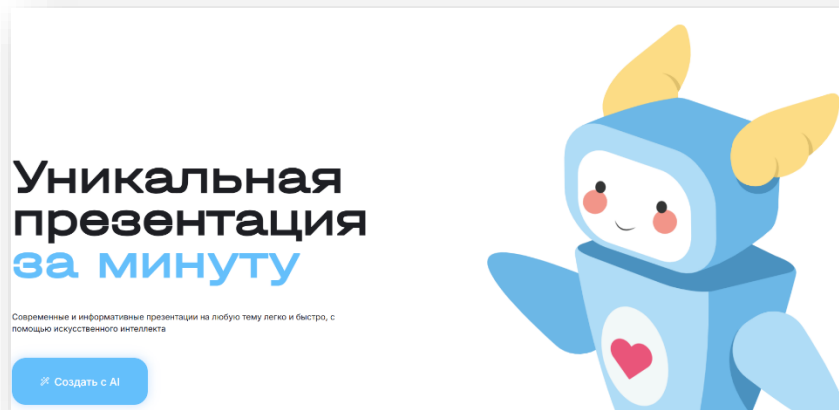 Уникальная
презентация
за минуту
Современные и информативные презентации на любую тему легко и быстро, с
помощью искусственного интеллекта
Создать с AI